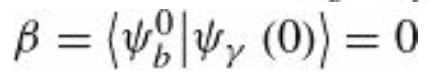 β = ⟨ψ_b^0|ψ_γ (0)⟩ = 0